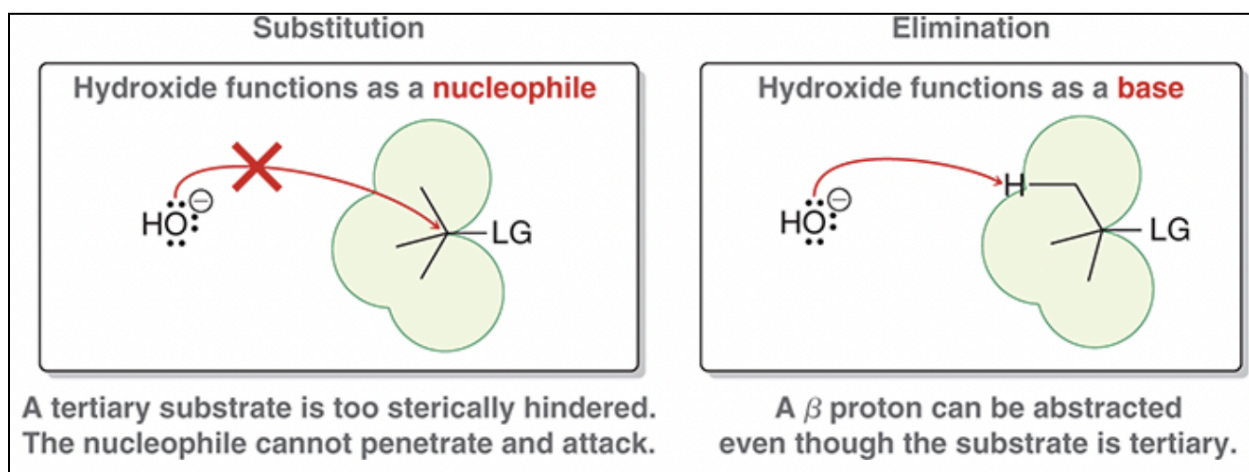 Substitution
Hydroxide functions as a nucleophile
HO
LG
A tertiary substrate is too sterically hindered.
The nucleophile cannot penetrate and attack.
Elimination
Hydroxide functions as a base
HO
H
LG
A β proton can be abstracted
even though the substrate is tertiary.